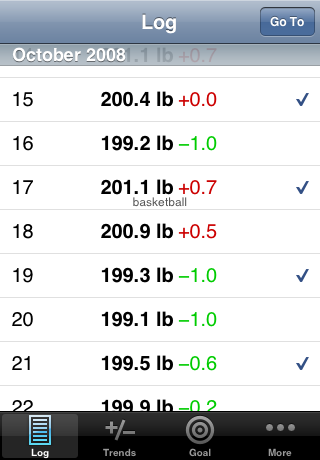 Log
Go To
October 2008 1.1 lb +0.7
15 200.4 lb +0.0 ✓
16 199.2 lb −1.0
17 201.1 lb +0.7 ✓
basketball
18 200.9 lb +0.5
19 199.3 lb −1.0 ✓
20 199.1 lb −1.0
21 199.5 lb −0.6 ✓
22 199.9 lb −0.2
+/−
Log Trends Goal More